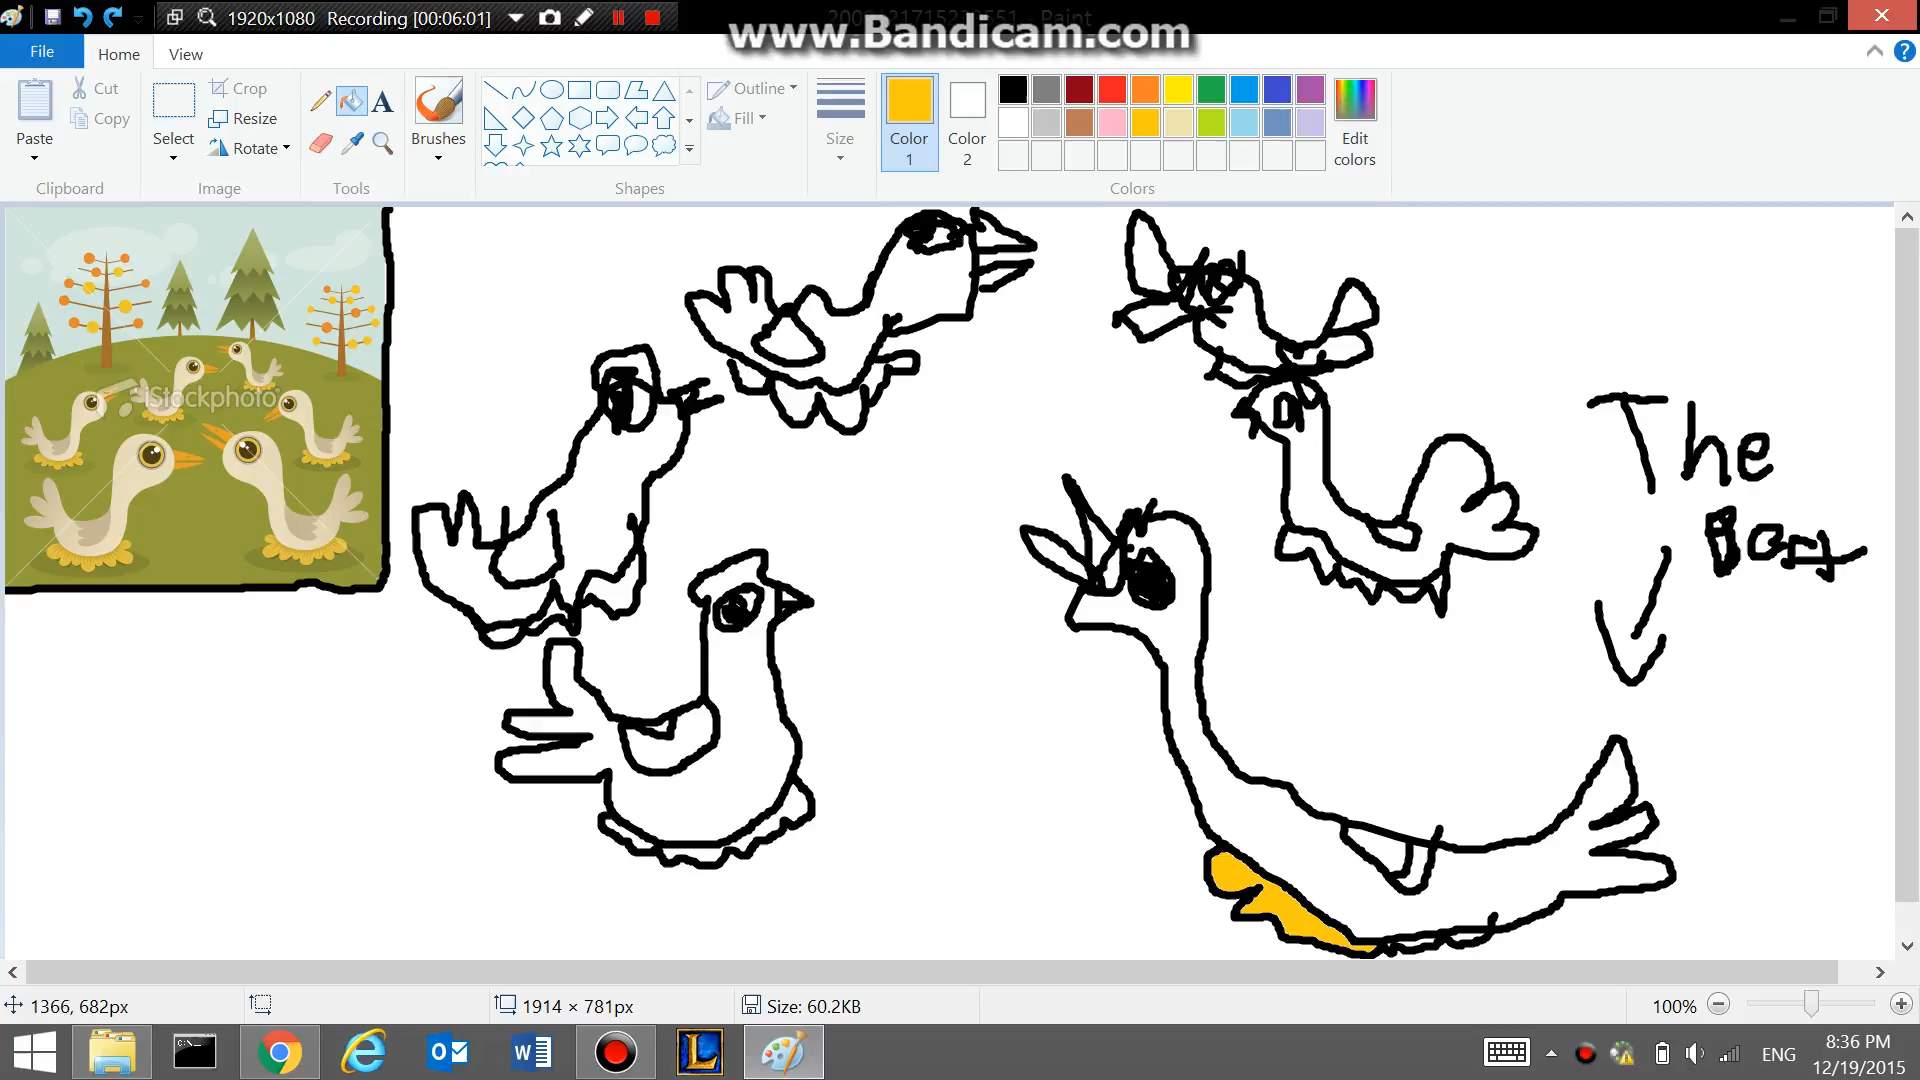 1920x1080 Recording [00:06:01]
www.Bandicam.com
File Home View
Paste
Cut
Copy
Clipboard
Select
Crop
Resize
Rotate
Image
A
Tools
Brushes
Shapes
Outline
Fill
Size
Color 1
Color 2
Edit colors
Colors
iStockphoto
The
1366, 682px
1914 × 781px
Size: 60.2KB
100%
C:\_
ENG
8:36 PM
12/19/2015